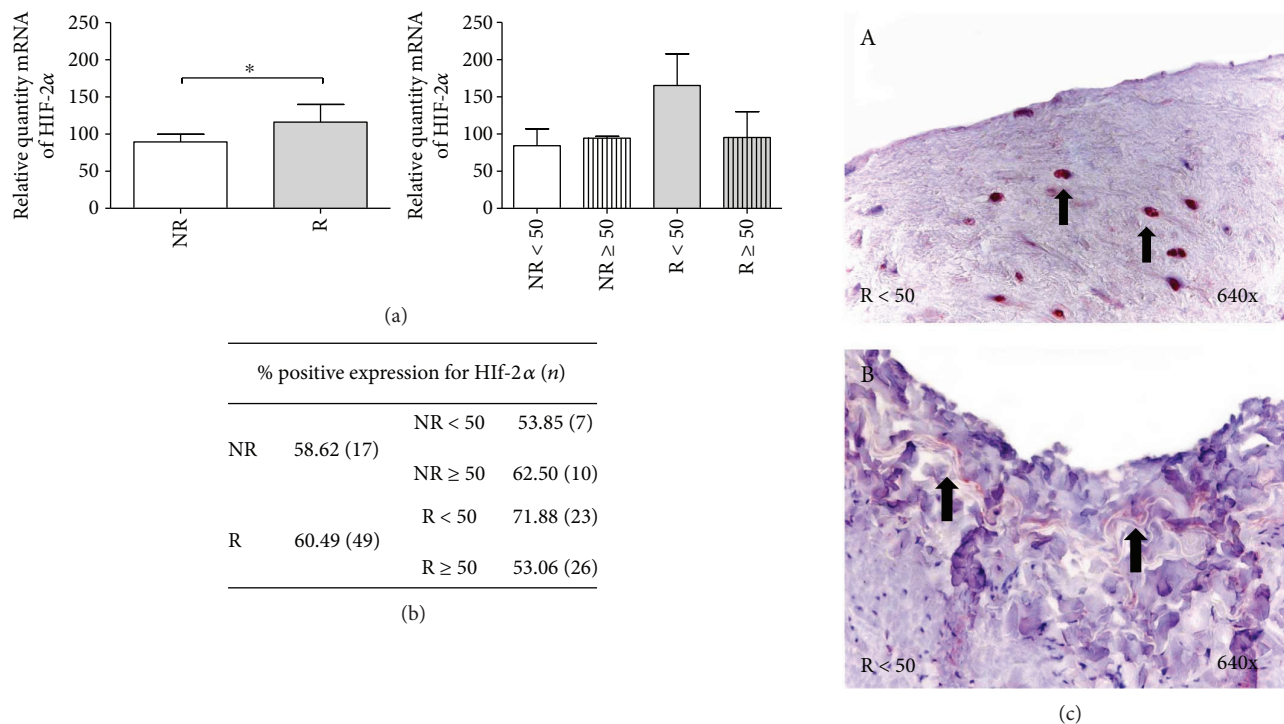 Relative quantity mRNA
of HIF-2α
250
200
150
100
50
0
*
NR
R
Relative quantity mRNA
of HIF-2α
250
200
150
100
50
0
NR < 50
NR ≥ 50
R < 50
R ≥ 50
(a)
% positive expression for HIf-2α (n)
NR < 50 53.85 (7)
NR 58.62 (17)
NR ≥ 50 62.50 (10)
R < 50 71.88 (23)
R 60.49 (49)
R ≥ 50 53.06 (26)
(b)
A
R < 50 640x
B
R < 50 640x
(c)